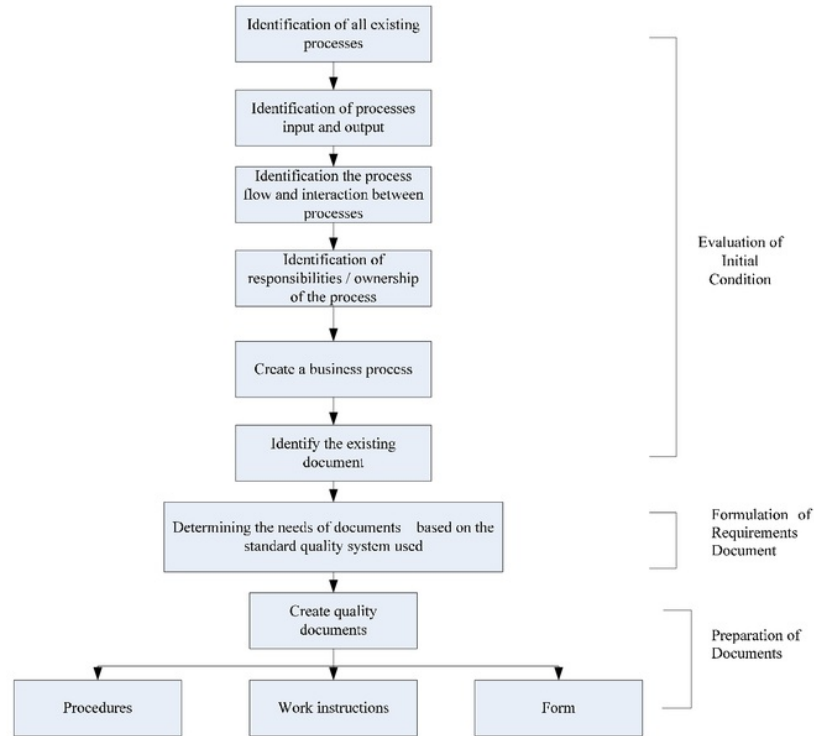 Identification of all existing
processes
Identification of processes
input and output
Identification the process
flow and interaction between
processes
Identification of
responsibilities / ownership
of the process
Create a business process
Identify the existing
document
Evaluation of
Initial
Condition
Determining the needs of documents based on the
standard quality system used
Formulation of
Requirements
Document
Create quality
documents
Preparation of
Documents
Procedures
Work instructions
Form